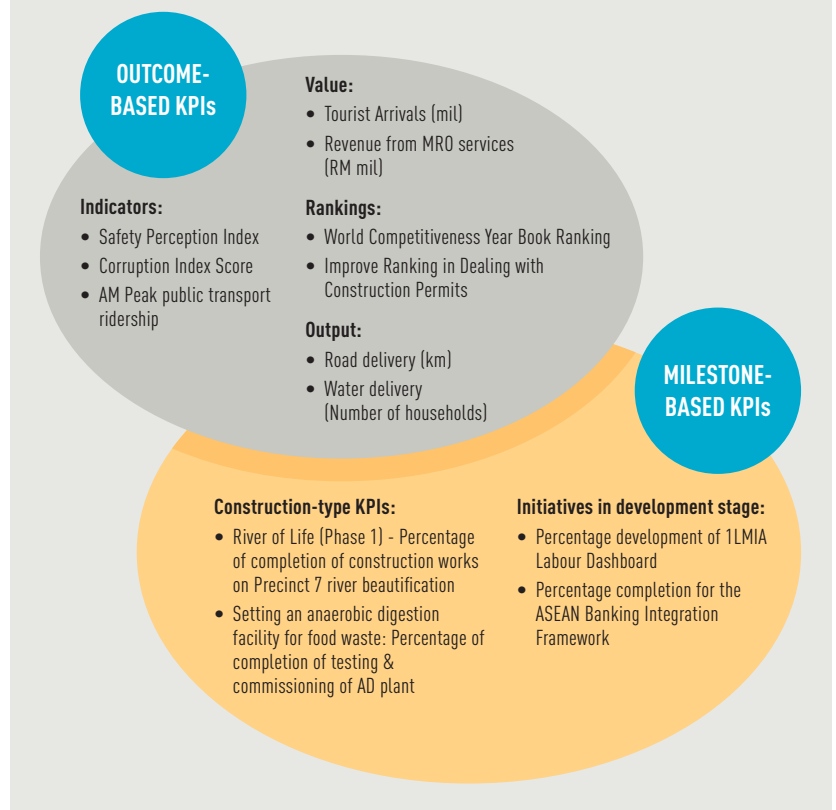 OUTCOME-
BASED KPIs
Indicators:
• Safety Perception Index
• Corruption Index Score
• AM Peak public transport
ridership
Value:
• Tourist Arrivals (mil)
• Revenue from MRO services
(RM mil)
Rankings:
• World Competitiveness Year Book Ranking
• Improve Ranking in Dealing with
Construction Permits
Output:
• Road delivery (km)
• Water delivery
(Number of households)
MILESTONE-
BASED KPIs
Construction-type KPIs:
• River of Life (Phase 1) - Percentage
of completion of construction works
on Precinct 7 river beautification
• Setting an anaerobic digestion
facility for food waste: Percentage of
completion of testing &
commissioning of AD plant
Initiatives in development stage:
• Percentage development of 1LMIA
Labour Dashboard
• Percentage completion for the
ASEAN Banking Integration
Framework